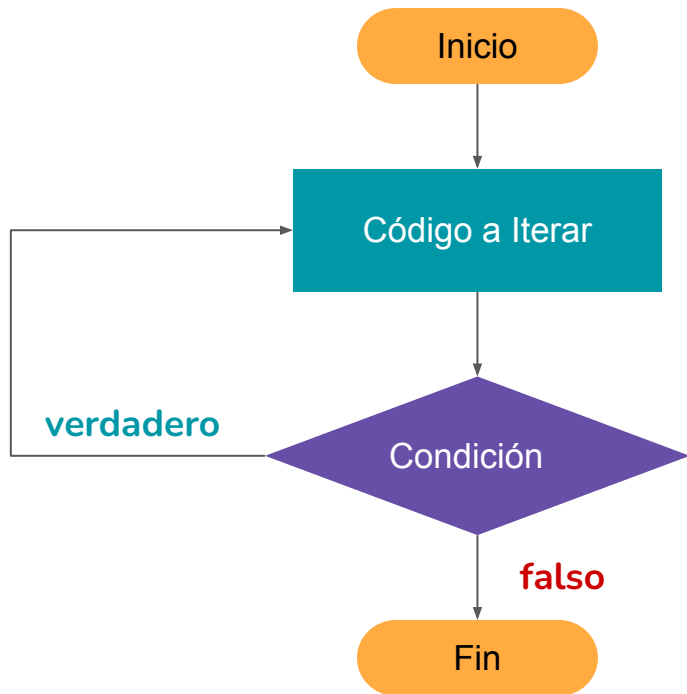 Inicio
Código a Iterar
verdadero
Condición
falso
Fin